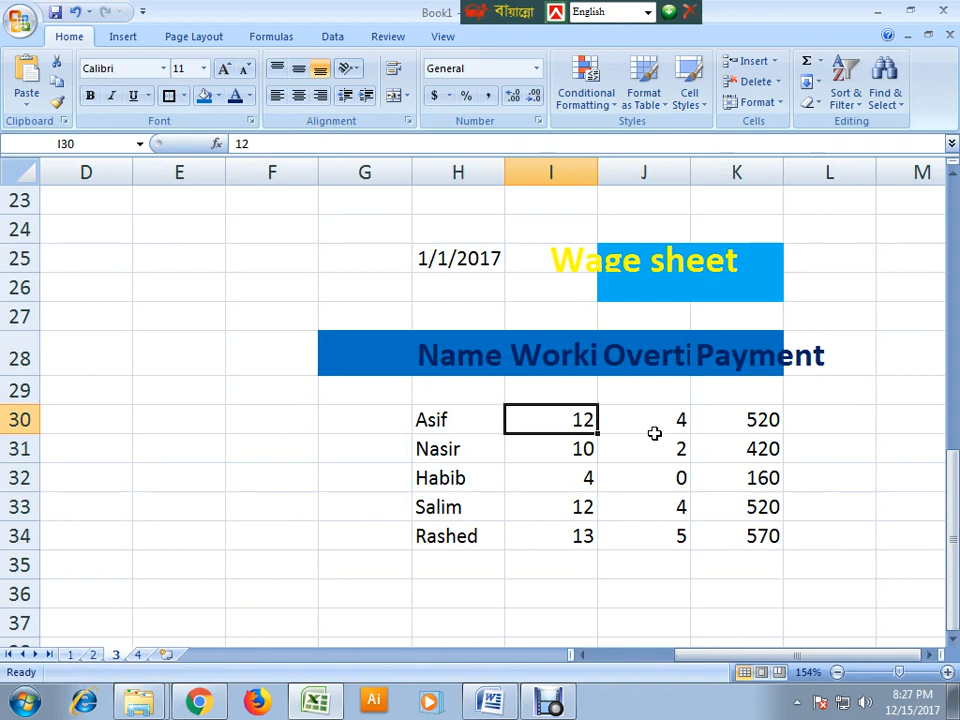 Book1 -
বায়ান্নো
English
Home Insert Page Layout Formulas Data Review View
Paste
Calibri 11
B I U
General
$ % ,
Conditional Formatting
Format as Table
Cell Styles
Insert
Delete
Format
Σ
Sort & Filter
Find & Select
Clipboard Font Alignment Number Styles Cells Editing
I30 fx 12
D E F G H I J K L M
23
24
25 1/1/2017 Wage sheet
26
27
28 Name Worki Overti Payment
29
30 Asif 12 4 520
31 Nasir 10 2 420
32 Habib 4 0 160
33 Salim 12 4 520
34 Rashed 13 5 570
35
36
37
1 2 3 4
Ready 154%
Ai
8:27 PM
12/15/2017